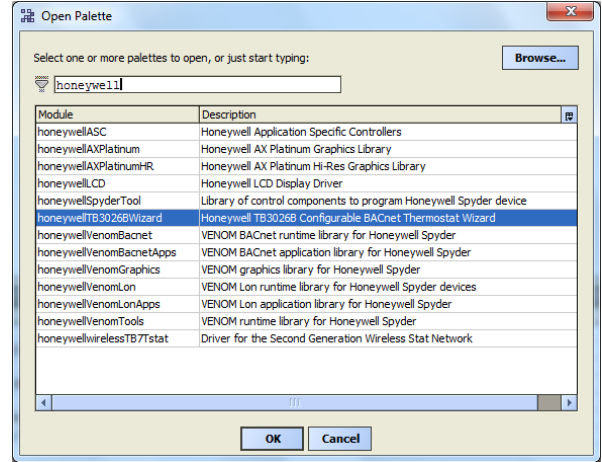 Open Palette
Select one or more palettes to open, or just start typing:
Browse...
honeywell
Module Description
honeywellASC Honeywell Application Specific Controllers
honeywellAXPlatinum Honeywell AX Platinum Graphics Library
honeywellAXPlatinumHR Honeywell AX Platinum Hi-Res Graphics Library
honeywellLCD Honeywell LCD Display Driver
honeywellSpyderTool Library of control components to program Honeywell Spyder device
honeywellTB3026BWizard Honeywell TB3026B Configurable BACnet Thermostat Wizard
honeywellVenomBacnet VENOM BACnet runtime library for Honeywell Spyder
honeywellVenomBacnetApps VENOM BACnet application library for Honeywell Spyder
honeywellVenomGraphics VENOM graphics library for Honeywell Spyder
honeywellVenomLon VENOM Lon runtime library for Honeywell Spyder devices
honeywellVenomLonApps VENOM Lon application library for Honeywell Spyder
honeywellVenomTools VENOM runtime library for Honeywell Spyder
honeywellwirelessTB7Tstat Driver for the Second Generation Wireless Stat Network
OK Cancel